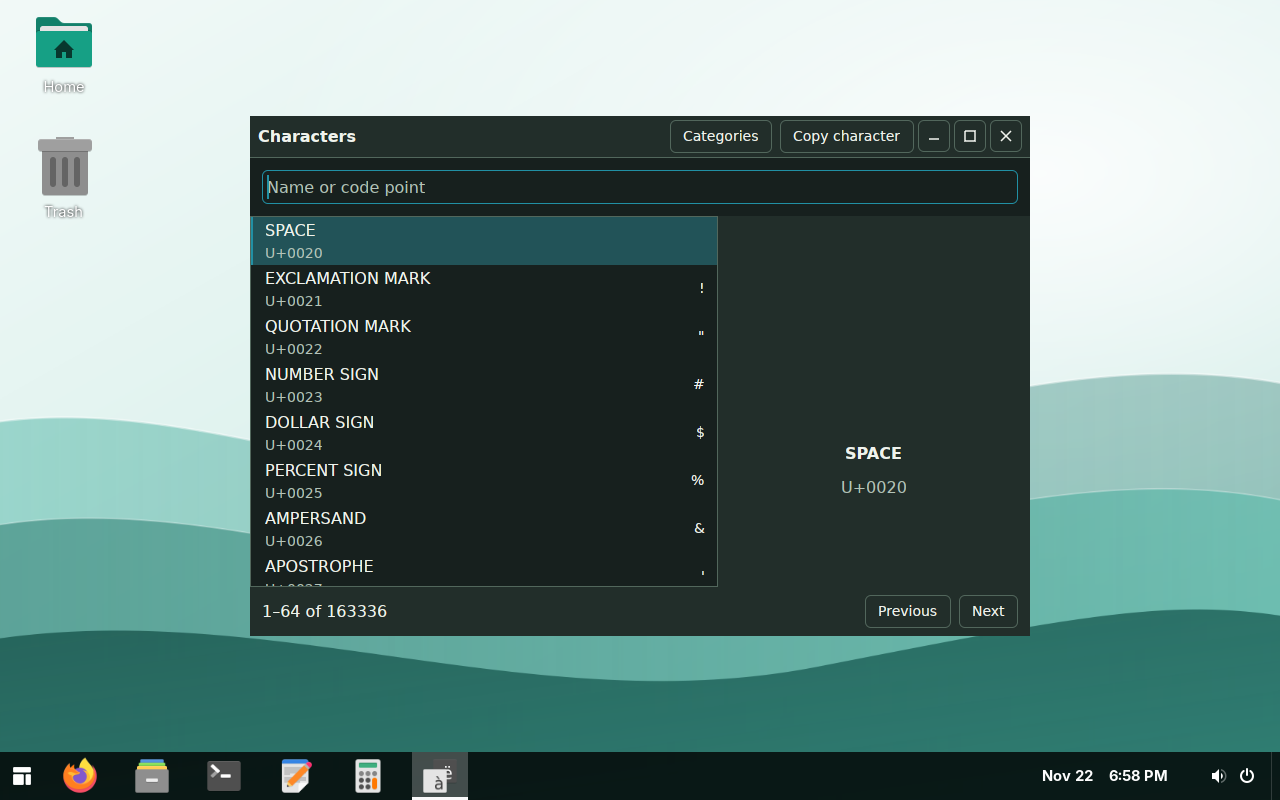 Home
Trash
Characters
Categories
Copy character
Name or code point
SPACE
U+0020
EXCLAMATION MARK
U+0021
!
QUOTATION MARK
U+0022
"
NUMBER SIGN
U+0023
#
DOLLAR SIGN
U+0024
$
PERCENT SIGN
U+0025
%
AMPERSAND
U+0026
&
APOSTROPHE
U+0027
'
SPACE
U+0020
1–64 of 163336
Previous
Next
Nov 22 6:58 PM